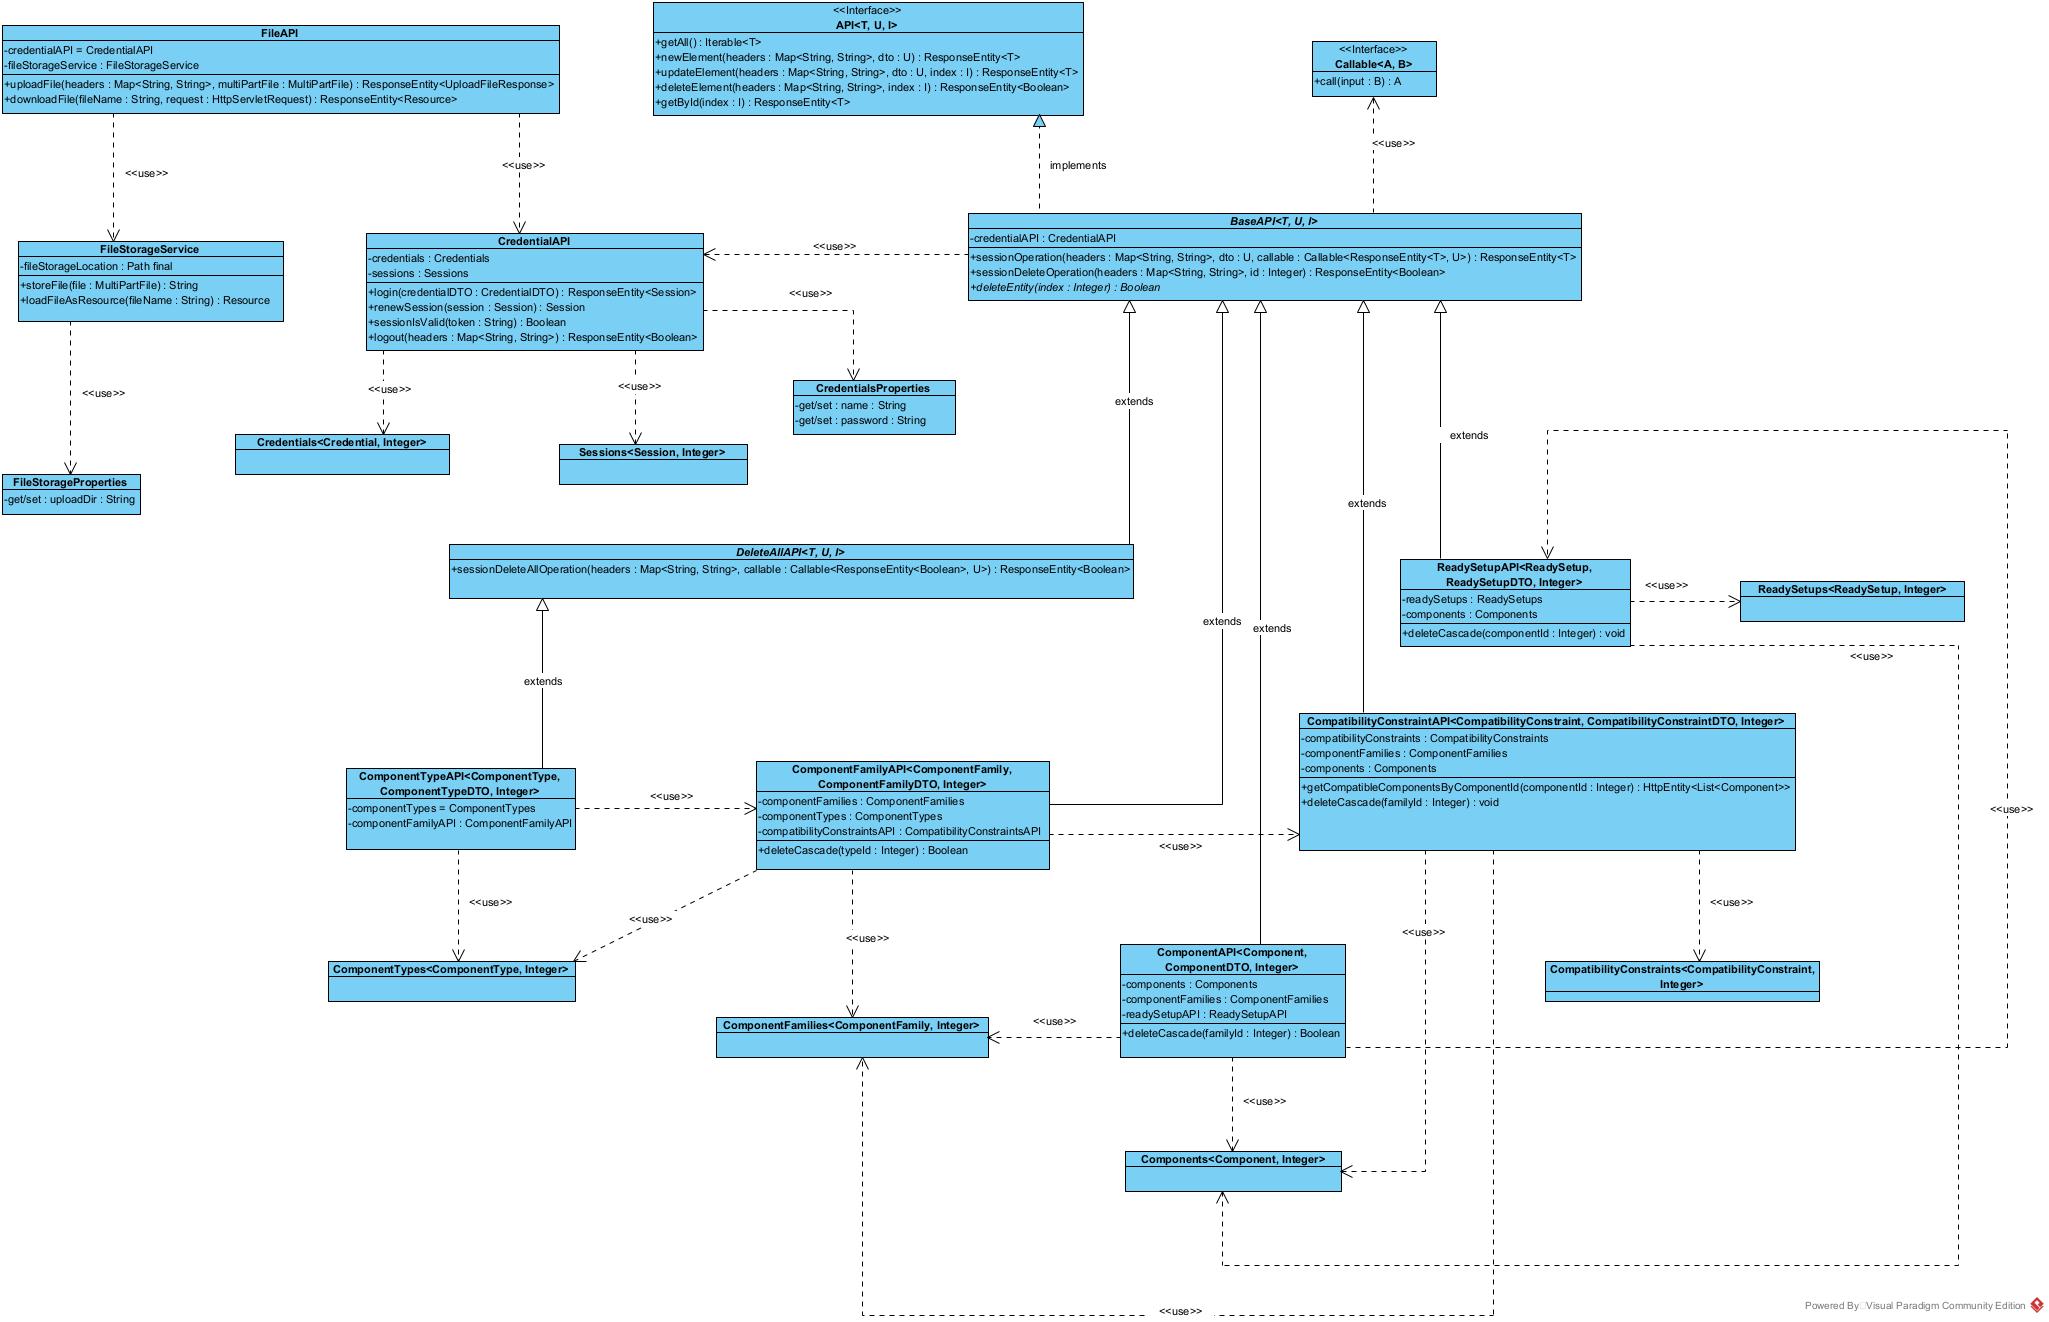 FileAPI
-credentialAPI = CredentialAPI
-fileStorageService : FileStorageService
+uploadFile(headers : Map<String, String>, multiPartFile : MultiPartFile) : ResponseEntity<UploadFileResponse>
+downloadFile(fileName : String, request : HttpServletRequest) : ResponseEntity<Resource>
<<Interface>>
API<T, U, I>
+getAll() : Iterable<T>
+newElement(headers : Map<String, String>, dto : U) : ResponseEntity<T>
+updateElement(headers : Map<String, String>, dto : U, index : I) : ResponseEntity<T>
+deleteElement(headers : Map<String, String>, index : I) : ResponseEntity<Boolean>
+getById(index : I) : ResponseEntity<T>
<<Interface>>
Callable<A, B>
+call(input : B) : A
<<use>>
<<use>>
implements
<<use>>
FileStorageService
-fileStorageLocation : Path final
+storeFile(file : MultiPartFile) : String
+loadFileAsResource(fileName : String) : Resource
CredentialAPI
-credentials : Credentials
-sessions : Sessions
+login(credentialDTO : CredentialDTO) : ResponseEntity<Session>
+renewSession(session : Session) : Session
+sessionIsValid(token : String) : Boolean
+logout(headers : Map<String, String>) : ResponseEntity<Boolean>
<<use>>
BaseAPI<T, U, I>
-credentialAPI : CredentialAPI
+sessionOperation(headers : Map<String, String>, dto : U, callable : Callable<ResponseEntity<T>, U>) : ResponseEntity<T>
+sessionDeleteOperation(headers : Map<String, String>, id : Integer) : ResponseEntity<Boolean>
+deleteEntity(index : Integer) : Boolean
<<use>>
<<use>>
<<use>>
<<use>>
CredentialsProperties
-get/set : name : String
-get/set : password : String
Credentials<Credential, Integer>
Sessions<Session, Integer>
FileStorageProperties
-get/set : uploadDir : String
extends
extends
extends
DeleteAllAPI<T, U, I>
+sessionDeleteAllOperation(headers : Map<String, String>, callable : Callable<ResponseEntity<Boolean>, U>) : ResponseEntity<Boolean>
ReadySetupAPI<ReadySetup,
ReadySetupDTO, Integer>
-readySetups : ReadySetups
-components : Components
+deleteCascade(componentId : Integer) : void
<<use>>
ReadySetups<ReadySetup, Integer>
<<use>>
extends
extends
extends
CompatibilityConstraintAPI<CompatibilityConstraint, CompatibilityConstraintDTO, Integer>
-compatibilityConstraints : CompatibilityConstraints
-componentFamilies : ComponentFamilies
-components : Components
+getCompatibleComponentsByComponentId(componentId : Integer) : HttpEntity<List<Component>>
+deleteCascade(familyId : Integer) : void
ComponentTypeAPI<ComponentType,
ComponentTypeDTO, Integer>
-componentTypes = ComponentTypes
-componentFamilyAPI : ComponentFamilyAPI
<<use>>
ComponentFamilyAPI<ComponentFamily,
ComponentFamilyDTO, Integer>
-componentFamilies : ComponentFamilies
-componentTypes : ComponentTypes
-compatibilityConstraintsAPI : CompatibilityConstraintsAPI
+deleteCascade(typeId : Integer) : Boolean
<<use>>
<<use>>
<<use>>
<<use>>
<<use>>
<<use>>
<<use>>
ComponentTypes<ComponentType, Integer>
ComponentAPI<Component,
ComponentDTO, Integer>
-components : Components
-componentFamilies : ComponentFamilies
-readySetupAPI : ReadySetupAPI
+deleteCascade(familyId : Integer) : Boolean
CompatibilityConstraints<CompatibilityConstraint,
Integer>
ComponentFamilies<ComponentFamily, Integer>
<<use>>
<<use>>
Components<Component, Integer>
<<use>>
Powered By Visual Paradigm Community Edition